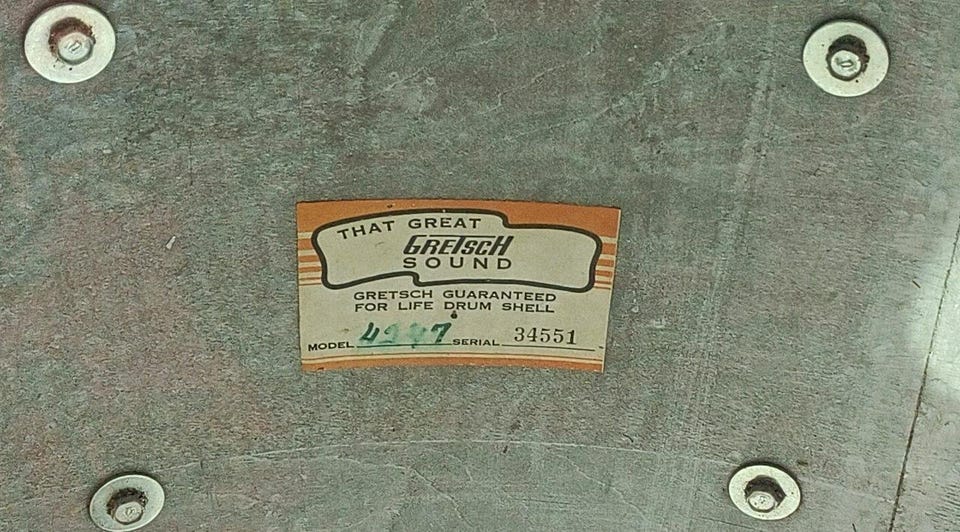 THAT GREAT
GRETSCH
SOUND
GRETSCH GUARANTEED
FOR LIFE DRUM SHELL
MODEL SERIAL 34551